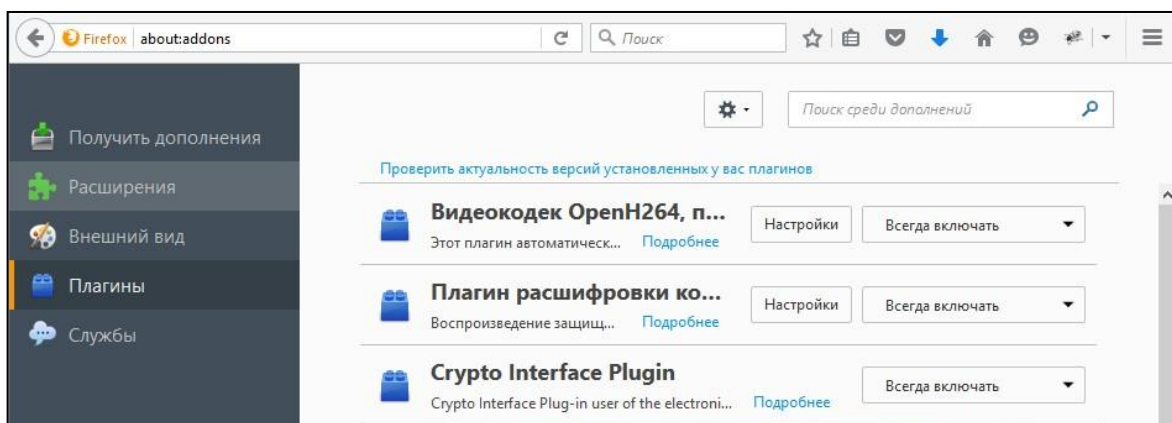 Firefox about:addons Поиск
Поиск среди дополнений
Получить дополнения
Расширения
Внешний вид
Плагины
Службы
Проверить актуальность версий установленных у вас плагинов
Видеокодек OpenH264, п... Настройки Всегда включать
Этот плагин автоматическ... Подробнее
Плагин расшифровки ко... Настройки Всегда включать
Воспроизведение защищ... Подробнее
Crypto Interface Plugin Всегда включать
Crypto Interface Plug-in user of the electroni... Подробнее